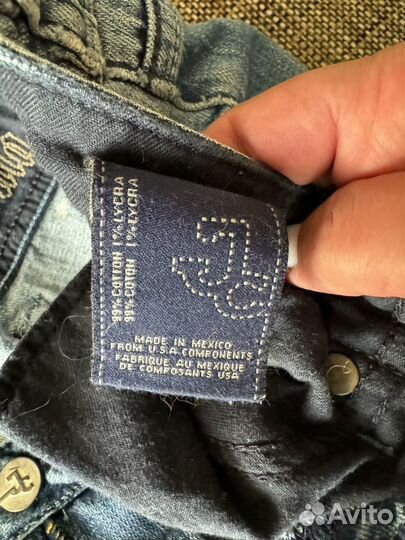 99% COTTON 1% LYCRA
99% COTON 1% LYCRA
MADE IN MEXICO
FROM U.S.A. COMPONENTS
FABRIQUE AU MEXIQUE
DE COMPOSANTS USA
Avito